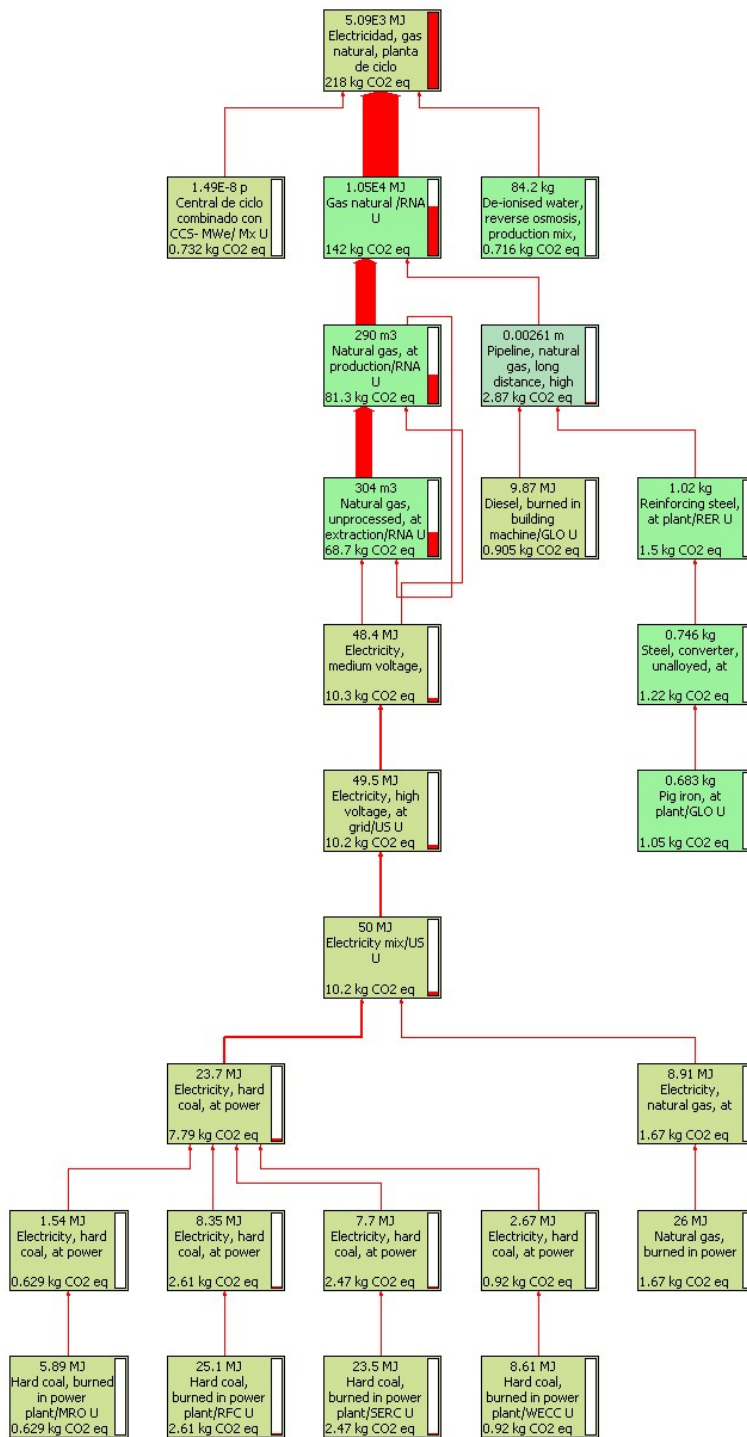 5.09E3 MJ
Electricidad, gas
natural, planta
de ciclo
218 kg CO2 eq
1.49E-8 p
Central de ciclo
combinado con
CCS- MWe/ Mx U
0.732 kg CO2 eq
1.05E4 MJ
Gas natural /RNA
U
142 kg CO2 eq
84.2 kg
De-ionised water,
reverse osmosis,
production mix,
0.716 kg CO2 eq
290 m3
Natural gas, at
production/RNA
U
81.3 kg CO2 eq
0.00261 m
Pipeline, natural
gas, long
distance, high
2.87 kg CO2 eq
304 m3
Natural gas,
unprocessed, at
extraction/RNA U
68.7 kg CO2 eq
9.87 MJ
Diesel, burned in
building
machine/GLO U
0.905 kg CO2 eq
1.02 kg
Reinforcing steel,
at plant/RER U
1.5 kg CO2 eq
48.4 MJ
Electricity,
medium voltage,
10.3 kg CO2 eq
0.746 kg
Steel, converter,
unalloyed, at
1.22 kg CO2 eq
49.5 MJ
Electricity, high
voltage, at
grid/US U
10.2 kg CO2 eq
0.683 kg
Pig iron, at
plant/GLO U
1.05 kg CO2 eq
50 MJ
Electricity mix/US
U
10.2 kg CO2 eq
23.7 MJ
Electricity, hard
coal, at power
7.79 kg CO2 eq
8.91 MJ
Electricity,
natural gas, at
1.67 kg CO2 eq
1.54 MJ
Electricity, hard
coal, at power
0.629 kg CO2 eq
8.35 MJ
Electricity, hard
coal, at power
2.61 kg CO2 eq
7.7 MJ
Electricity, hard
coal, at power
2.47 kg CO2 eq
2.67 MJ
Electricity, hard
coal, at power
0.92 kg CO2 eq
26 MJ
Natural gas,
burned in power
1.67 kg CO2 eq
5.89 MJ
Hard coal, burned
in power
plant/MRO U
0.629 kg CO2 eq
25.1 MJ
Hard coal,
burned in power
plant/RFC U
2.61 kg CO2 eq
23.5 MJ
Hard coal,
burned in power
plant/SERC U
2.47 kg CO2 eq
8.61 MJ
Hard coal,
burned in power
plant/WECC U
0.92 kg CO2 eq